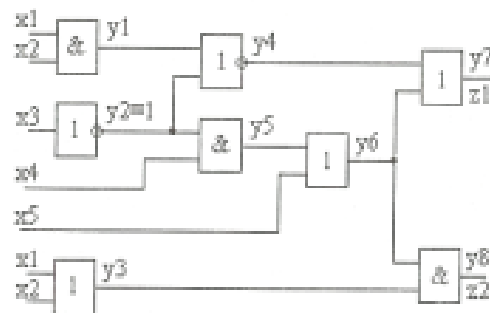 x1 y1 y4 y7
x2 & 1 1 z1
x3 1 y2≡1 y5
& 1 y6
x4
x5
x1 y3 y8
x2 1 & z2